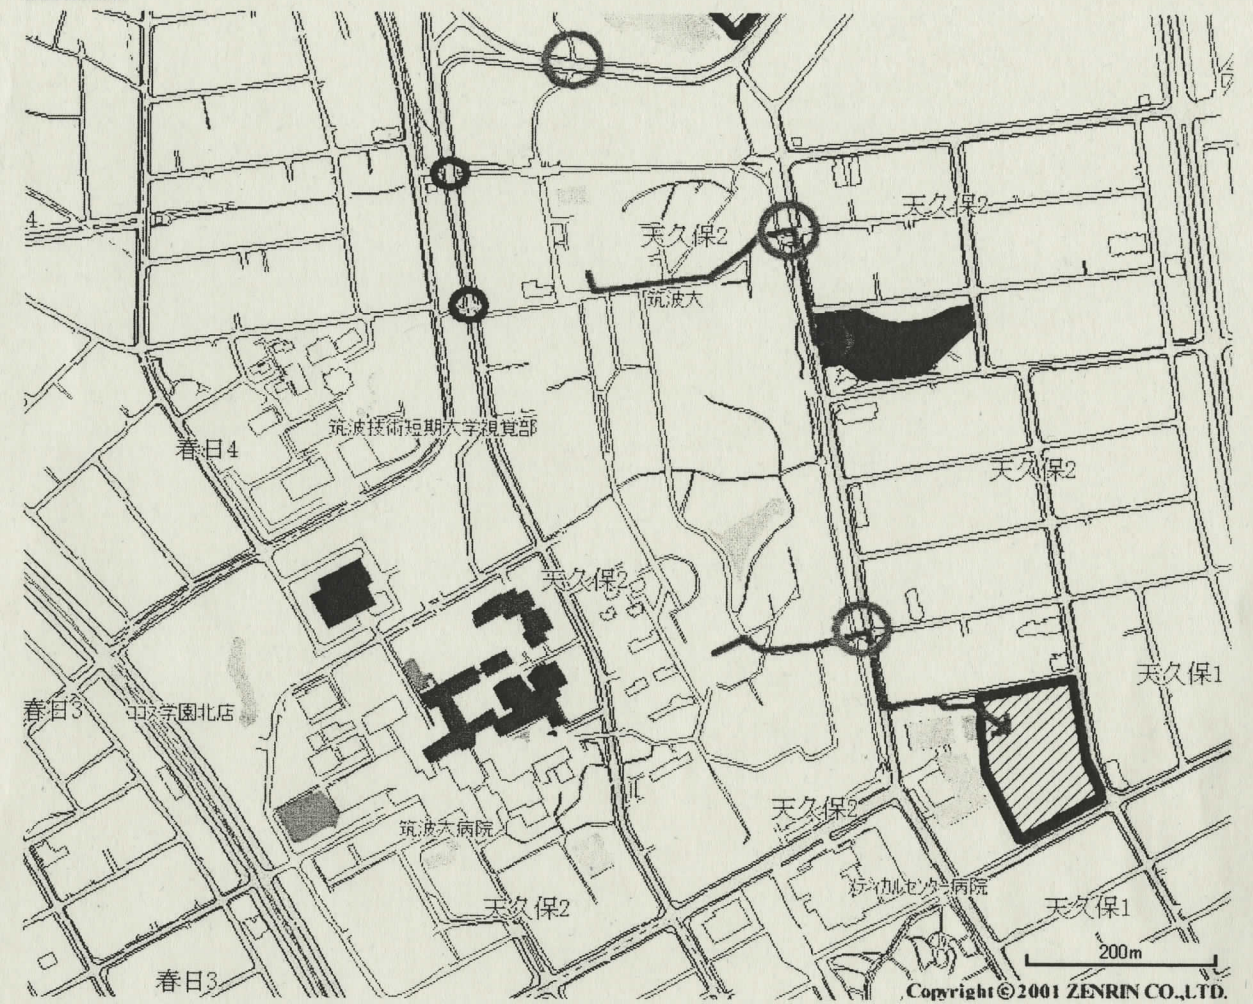 天久保2
4
天久保2
筑波大
筑波技術短期大学視覚部
春日4
天久保2
天久保2
天久保1
春日3
ココス学園北店
天久保2
筑波大病院
メディカルセンター病院
天久保2
天久保1
200m
春日3
Copyright©2001 ZENRIN CO.,LTD.